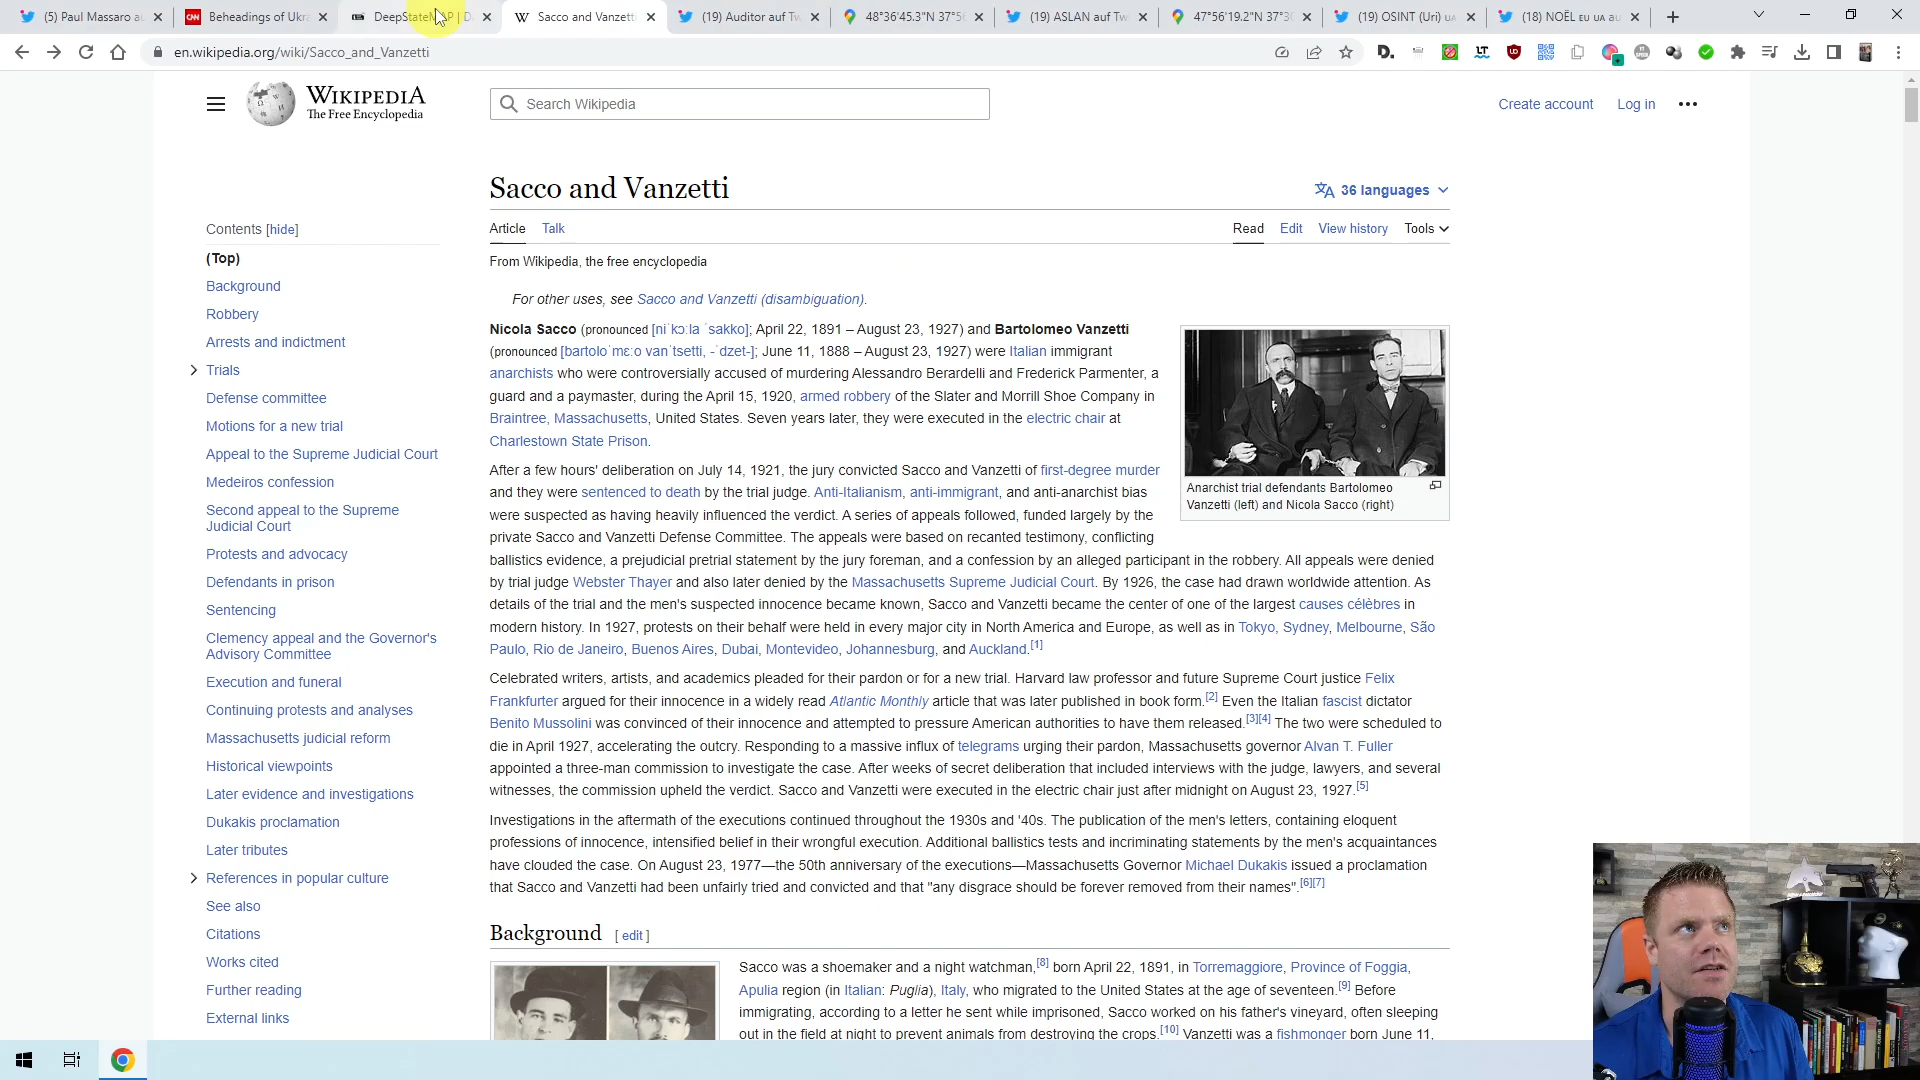 (5) Paul Massaro au
Beheadings of Ukra
DeepStateMAP | D
Sacco and Vanzett
(19) Auditor auf Tw
48°36'45.3"N 37°5
(19) ASLAN auf Tw
47°56'19.2"N 37°3
(19) OSINT (Uri) UA
(18) NOËL EU UA au
en.wikipedia.org/wiki/Sacco_and_Vanzetti
WIKIPEDIA
The Free Encyclopedia
Search Wikipedia
Create account
Log in
Sacco and Vanzetti
36 languages
Contents [hide]
Article
Talk
Read
Edit
View history
Tools
(Top)
Background
Robbery
Arrests and indictment
Trials
Defense committee
Motions for a new trial
Appeal to the Supreme Judicial Court
Medeiros confession
Second appeal to the Supreme
Judicial Court
Protests and advocacy
Defendants in prison
Sentencing
Clemency appeal and the Governor's
Advisory Committee
Execution and funeral
Continuing protests and analyses
Massachusetts judicial reform
Historical viewpoints
Later evidence and investigations
Dukakis proclamation
Later tributes
References in popular culture
See also
Citations
Works cited
Further reading
External links
From Wikipedia, the free encyclopedia
For other uses, see Sacco and Vanzetti (disambiguation).
Nicola Sacco (pronounced [niˈkɔːla ˈsakko]; April 22, 1891 – August 23, 1927) and Bartolomeo Vanzetti
(pronounced [bartoloˈmɛːo vanˈtsetti, -ˈdzet-]; June 11, 1888 – August 23, 1927) were Italian immigrant
anarchists who were controversially accused of murdering Alessandro Berardelli and Frederick Parmenter, a
guard and a paymaster, during the April 15, 1920, armed robbery of the Slater and Morrill Shoe Company in
Braintree, Massachusetts, United States. Seven years later, they were executed in the electric chair at
Charlestown State Prison.
Anarchist trial defendants Bartolomeo
Vanzetti (left) and Nicola Sacco (right)
After a few hours' deliberation on July 14, 1921, the jury convicted Sacco and Vanzetti of first-degree murder
and they were sentenced to death by the trial judge. Anti-Italianism, anti-immigrant, and anti-anarchist bias
were suspected as having heavily influenced the verdict. A series of appeals followed, funded largely by the
private Sacco and Vanzetti Defense Committee. The appeals were based on recanted testimony, conflicting
ballistics evidence, a prejudicial pretrial statement by the jury foreman, and a confession by an alleged participant in the robbery. All appeals were denied
by trial judge Webster Thayer and also later denied by the Massachusetts Supreme Judicial Court. By 1926, the case had drawn worldwide attention. As
details of the trial and the men's suspected innocence became known, Sacco and Vanzetti became the center of one of the largest causes célèbres in
modern history. In 1927, protests on their behalf were held in every major city in North America and Europe, as well as in Tokyo, Sydney, Melbourne, São
Paulo, Rio de Janeiro, Buenos Aires, Dubai, Montevideo, Johannesburg, and Auckland.[1]
Celebrated writers, artists, and academics pleaded for their pardon or for a new trial. Harvard law professor and future Supreme Court justice Felix
Frankfurter argued for their innocence in a widely read Atlantic Monthly article that was later published in book form.[2] Even the Italian fascist dictator
Benito Mussolini was convinced of their innocence and attempted to pressure American authorities to have them released.[3][4] The two were scheduled to
die in April 1927, accelerating the outcry. Responding to a massive influx of telegrams urging their pardon, Massachusetts governor Alvan T. Fuller
appointed a three-man commission to investigate the case. After weeks of secret deliberation that included interviews with the judge, lawyers, and several
witnesses, the commission upheld the verdict. Sacco and Vanzetti were executed in the electric chair just after midnight on August 23, 1927.[5]
Investigations in the aftermath of the executions continued throughout the 1930s and '40s. The publication of the men's letters, containing eloquent
professions of innocence, intensified belief in their wrongful execution. Additional ballistics tests and incriminating statements by the men's acquaintances
have clouded the case. On August 23, 1977—the 50th anniversary of the executions—Massachusetts Governor Michael Dukakis issued a proclamation
that Sacco and Vanzetti had been unfairly tried and convicted and that "any disgrace should be forever removed from their names".[6][7]
Background [ edit ]
Sacco was a shoemaker and a night watchman,[8] born April 22, 1891, in Torremaggiore, Province of Foggia,
Apulia region (in Italian: Puglia), Italy, who migrated to the United States at the age of seventeen.[9] Before
immigrating, according to a letter he sent while imprisoned, Sacco worked on his father's vineyard, often sleeping
out in the field at night to prevent animals from destroying the crops.[10] Vanzetti was a fishmonger born June 11,